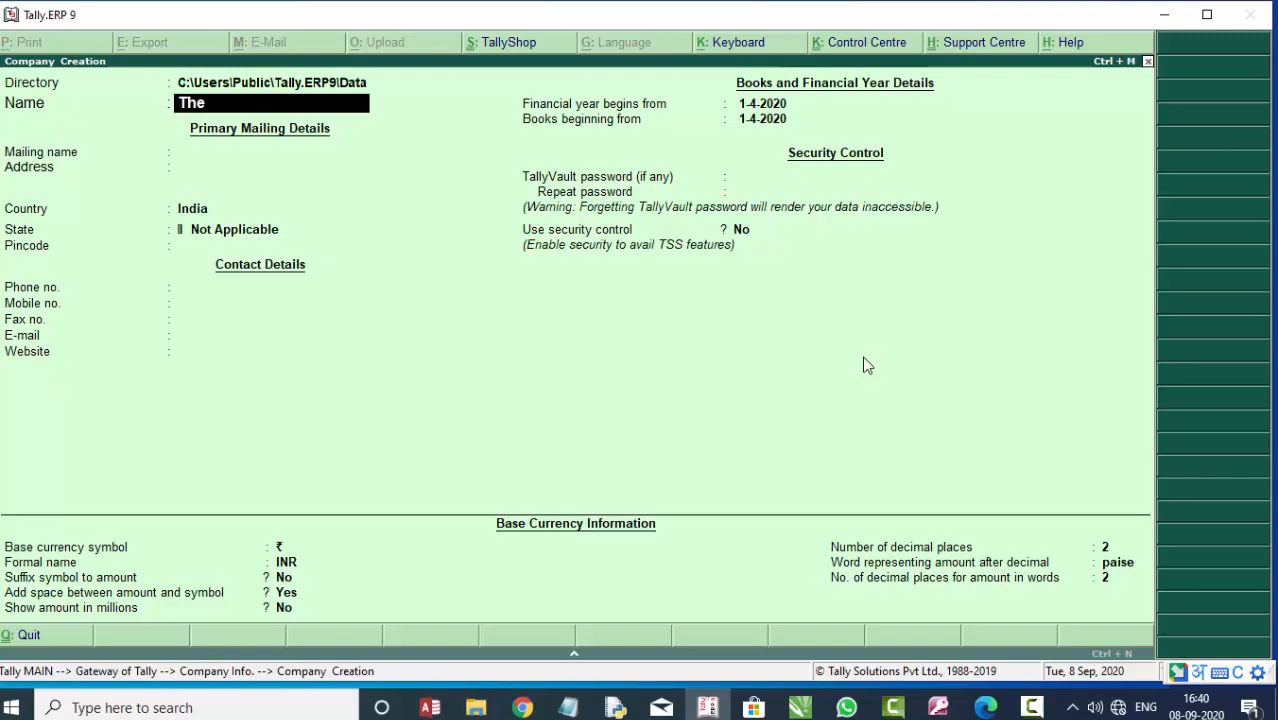 Tally.ERP 9
P: Print E: Export M: E-Mail O: Upload S: TallyShop G: Language K: Keyboard K: Control Centre H: Support Centre H: Help
Company Creation Ctrl + M
Directory : C:\Users\Public\Tally.ERP9\Data
Name : The
Primary Mailing Details
Mailing name :
Address :
Country : India
State : Not Applicable
Pincode :
Contact Details
Phone no. :
Mobile no. :
Fax no. :
E-mail :
Website :
Books and Financial Year Details
Financial year begins from : 1-4-2020
Books beginning from : 1-4-2020
Security Control
TallyVault password (if any) :
Repeat password :
(Warning: Forgetting TallyVault password will render your data inaccessible.)
Use security control ? No
(Enable security to avail TSS features)
Base Currency Information
Base currency symbol : ₹
Formal name : INR
Suffix symbol to amount ? No
Add space between amount and symbol ? Yes
Show amount in millions ? No
Number of decimal places : 2
Word representing amount after decimal : paise
No. of decimal places for amount in words : 2
Q: Quit
Ctrl + N
Tally MAIN --> Gateway of Tally --> Company Info. --> Company Creation © Tally Solutions Pvt Ltd., 1988-2019 Tue, 8 Sep, 2020
अ C
Type here to search
ENG
16:40
08-09-2020